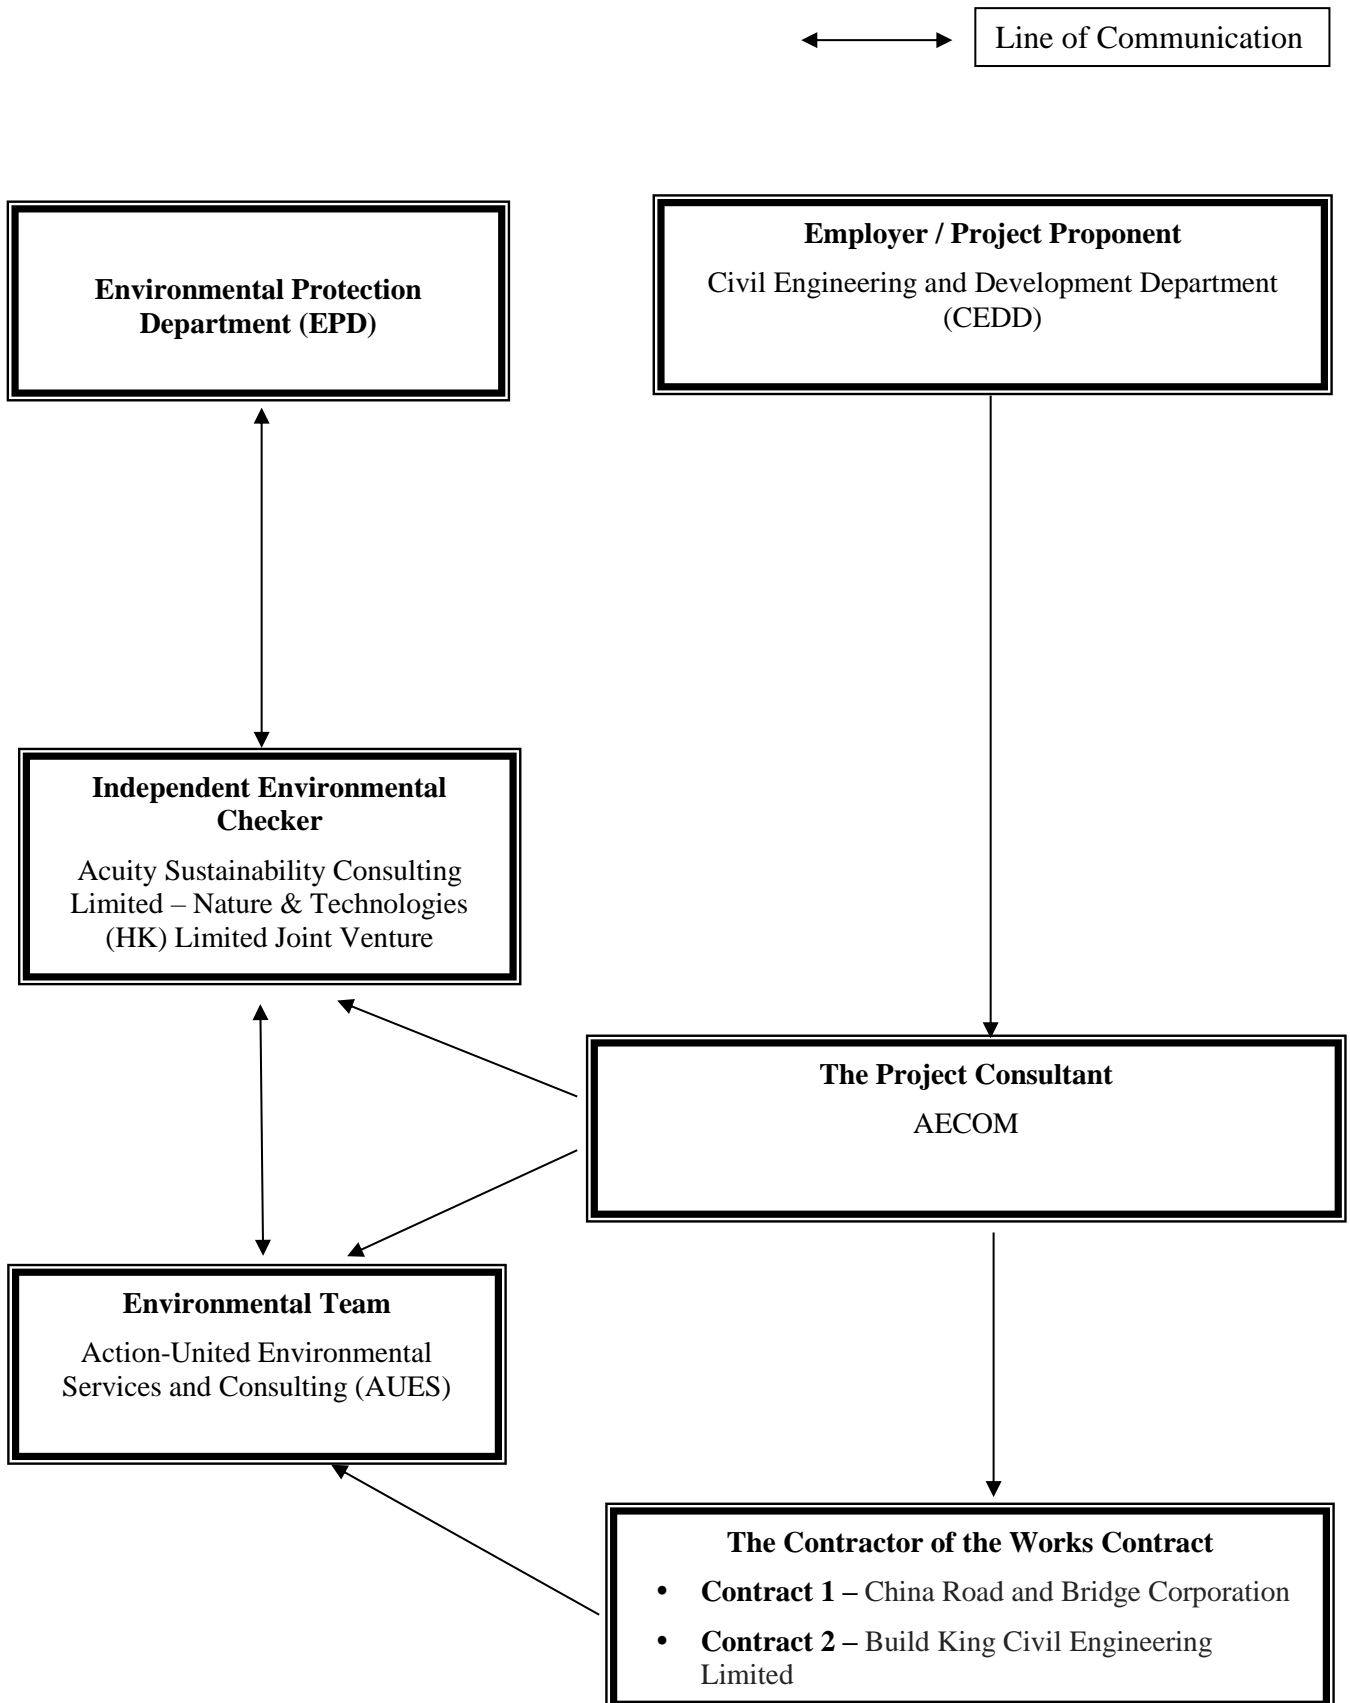 Line of Communication
Environmental Protection
Department (EPD)
Employer / Project Proponent
Civil Engineering and Development Department
(CEDD)
Independent Environmental
Checker
Acuity Sustainability Consulting
Limited – Nature & Technologies
(HK) Limited Joint Venture
The Project Consultant
AECOM
Environmental Team
Action-United Environmental
Services and Consulting (AUES)
The Contractor of the Works Contract
• Contract 1 – China Road and Bridge Corporation
• Contract 2 – Build King Civil Engineering
Limited